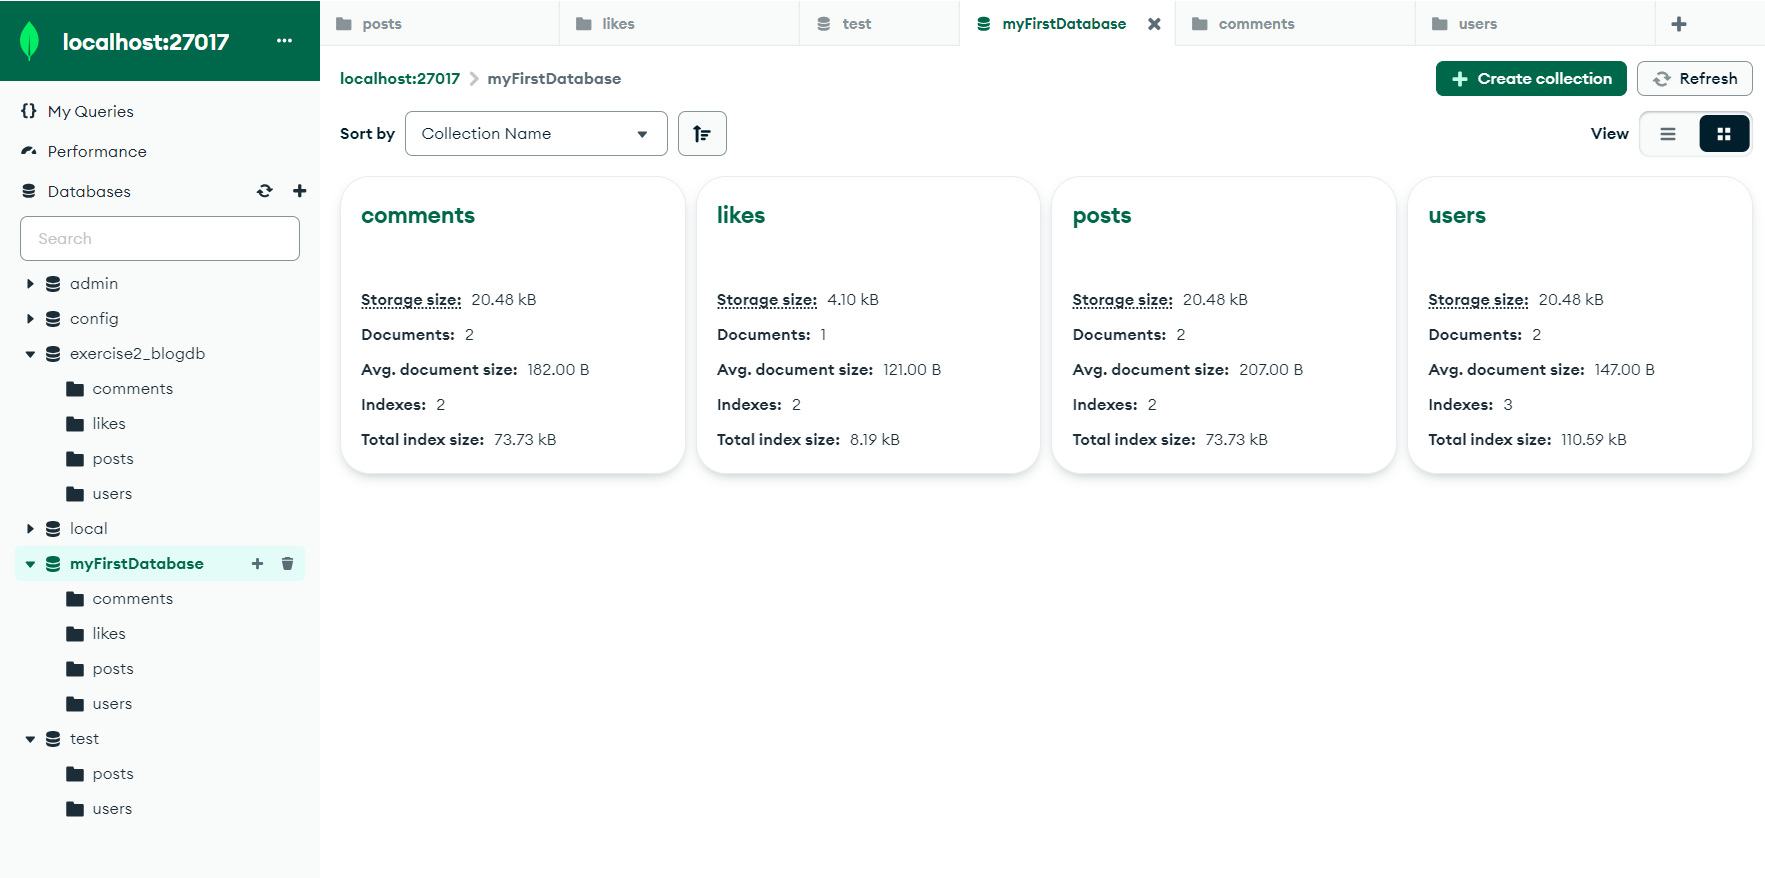 localhost:27017
My Queries
Performance
Databases
Search
admin
config
exercise2_blogdb
comments
likes
posts
users
local
myFirstDatabase
comments
likes
posts
users
test
posts
users
posts likes test myFirstDatabase comments users
localhost:27017 myFirstDatabase
Create collection Refresh
Sort by Collection Name View
comments
Storage size: 20.48 kB
Documents: 2
Avg. document size: 182.00 B
Indexes: 2
Total index size: 73.73 kB
likes
Storage size: 4.10 kB
Documents: 1
Avg. document size: 121.00 B
Indexes: 2
Total index size: 8.19 kB
posts
Storage size: 20.48 kB
Documents: 2
Avg. document size: 207.00 B
Indexes: 2
Total index size: 73.73 kB
users
Storage size: 20.48 kB
Documents: 2
Avg. document size: 147.00 B
Indexes: 3
Total index size: 110.59 kB